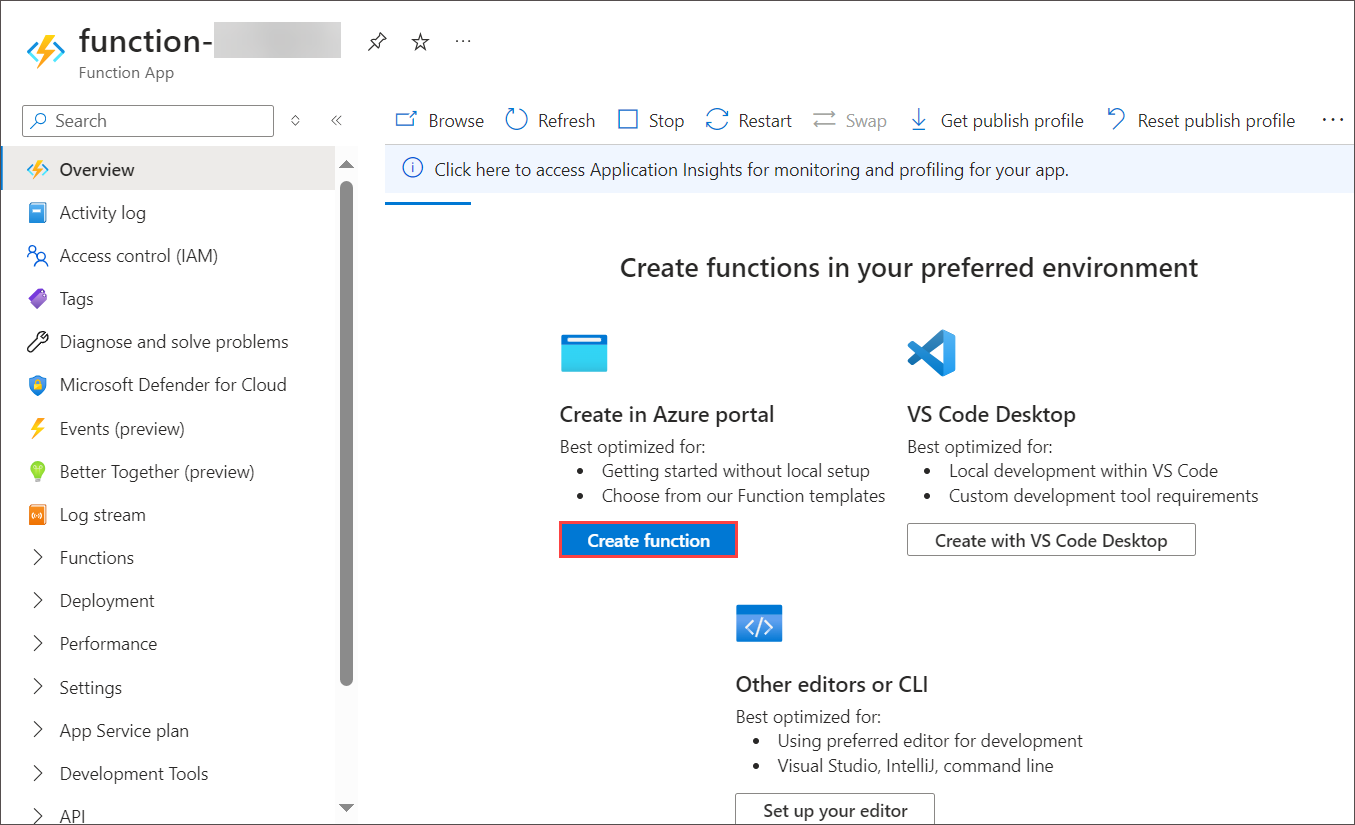 function-
Function App
Search
Browse
Refresh
Stop
Restart
Swap
Get publish profile
Reset publish profile
Click here to access Application Insights for monitoring and profiling for your app.
Overview
Activity log
Access control (IAM)
Tags
Diagnose and solve problems
Microsoft Defender for Cloud
Events (preview)
Better Together (preview)
Log stream
Functions
Deployment
Performance
Settings
App Service plan
Development Tools
API
Create functions in your preferred environment
Create in Azure portal
Best optimized for:
• Getting started without local setup
• Choose from our Function templates
Create function
VS Code Desktop
Best optimized for:
• Local development within VS Code
• Custom development tool requirements
Create with VS Code Desktop
Other editors or CLI
Best optimized for:
• Using preferred editor for development
• Visual Studio, IntelliJ, command line
Set up your editor